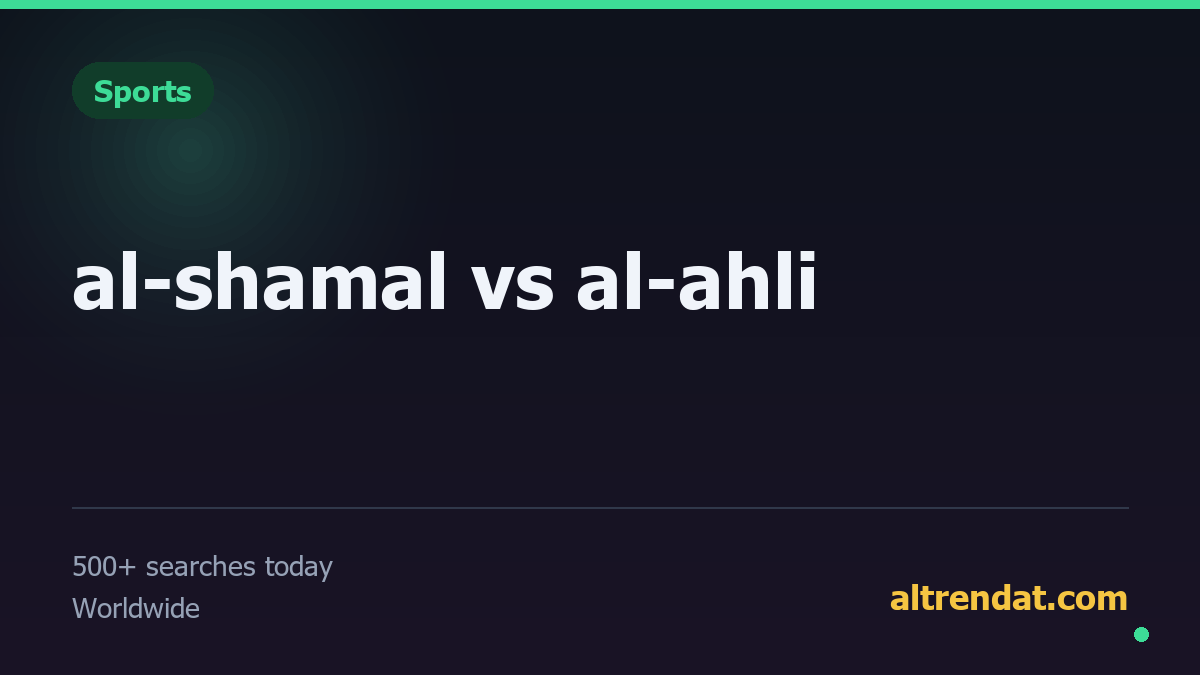 Sports
al-shamal vs al-ahli
500+ searches today
Worldwide
altrendat.com